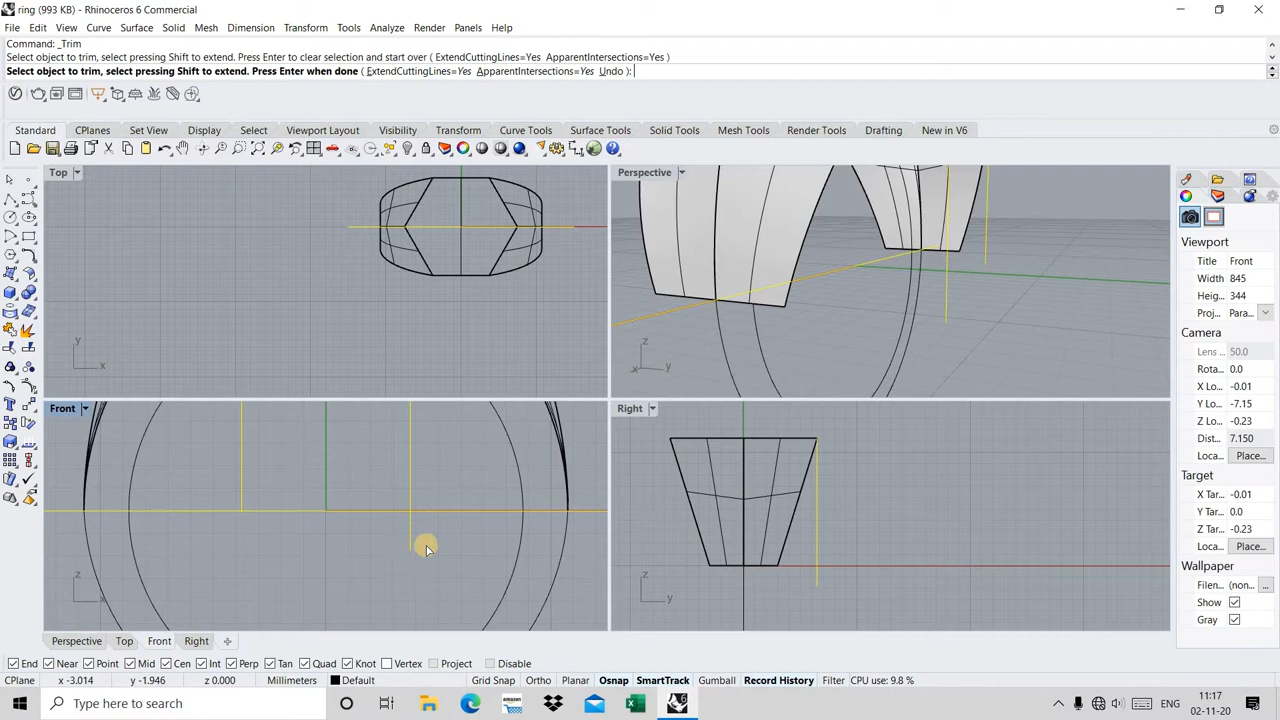 ring (993 KB) - Rhinoceros 6 Commercial
File Edit View Curve Surface Solid Mesh Dimension Transform Tools Analyze Render Panels Help
Command: _Trim
Select object to trim, select pressing Shift to extend. Press Enter to clear selection and start over ( ExtendCuttingLines=Yes ApparentIntersections=Yes )
Select object to trim, select pressing Shift to extend. Press Enter when done ( ExtendCuttingLines=Yes ApparentIntersections=Yes Undo ):
Standard CPlanes Set View Display Select Viewport Layout Visibility Transform Curve Tools Surface Tools Solid Tools Mesh Tools Render Tools Drafting New in V6
Top
y
x
Perspective
z
x
y
Front
z
x
Right
z
y
Viewport
Title Front
Width 845
Heig... 344
Proj... Para...
Camera
Lens ... 50.0
Rota... 0.0
X Lo... -0.01
Y Lo... -7.15
Z Lo... -0.23
Dist... 7.150
Loca... Place...
Target
X Tar... -0.01
Y Tar... 0.0
Z Tar... -0.23
Loca... Place...
Wallpaper
Filen... (non...
Show
Gray
Perspective Top Front Right
End Near Point Mid Cen Int Perp Tan Quad Knot Vertex Project Disable
CPlane x -3.014 y -1.946 z 0.000 Millimeters Default Grid Snap Ortho Planar Osnap SmartTrack Gumball Record History Filter CPU use: 9.8 %
Type here to search
ENG
11:17
02-11-20